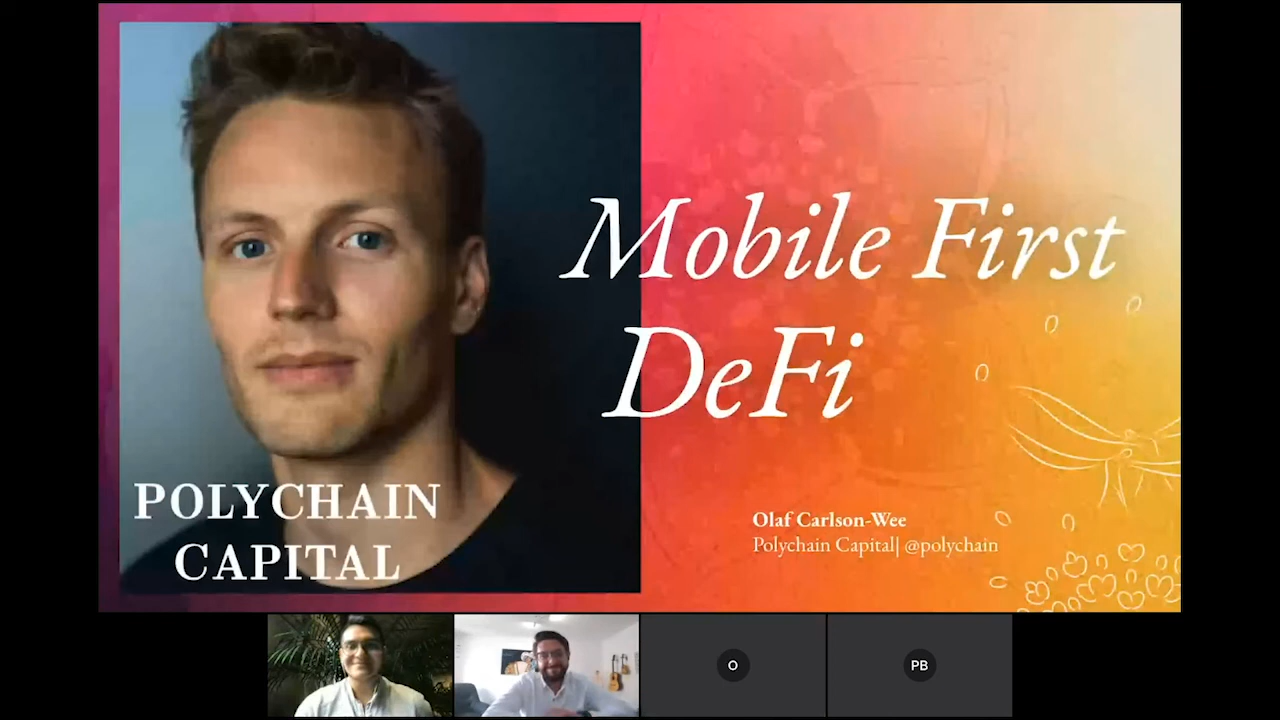 Mobile First
DeFi
POLYCHAIN
CAPITAL
Olaf Carlson-Wee
Polychain Capital| @polychain
O
PB